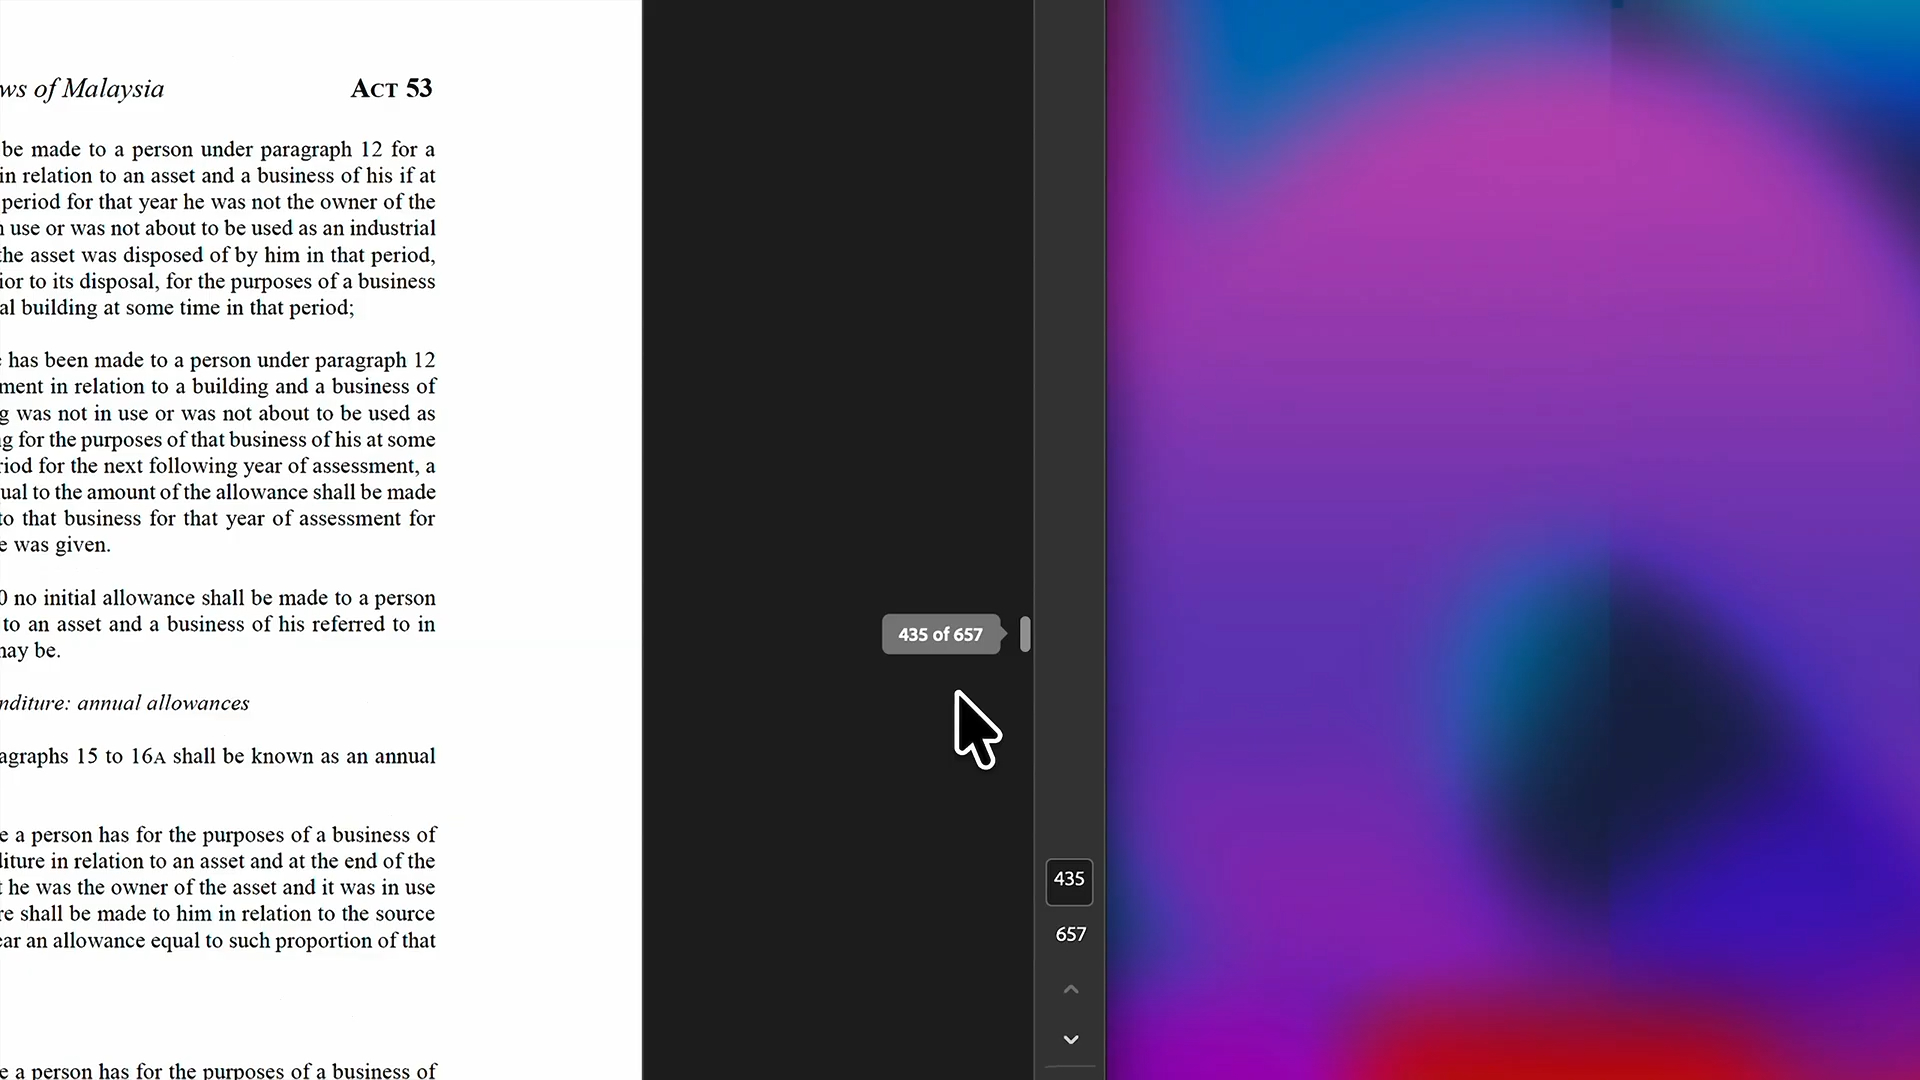 ws of Malaysia ACT 53
be made to a person under paragraph 12 for a
in relation to an asset and a business of his if at
period for that year he was not the owner of the
use or was not about to be used as an industrial
the asset was disposed of by him in that period,
ior to its disposal, for the purposes of a business
al building at some time in that period;
has been made to a person under paragraph 12
ment in relation to a building and a business of
g was not in use or was not about to be used as
ng for the purposes of that business of his at some
riod for the next following year of assessment, a
ual to the amount of the allowance shall be made
to that business for that year of assessment for
e was given.
0 no initial allowance shall be made to a person
to an asset and a business of his referred to in
may be.
nditure: annual allowances
agraphs 15 to 16A shall be known as an annual
e a person has for the purposes of a business of
diture in relation to an asset and at the end of the
t he was the owner of the asset and it was in use
re shall be made to him in relation to the source
ear an allowance equal to such proportion of that
e a person has for the purposes of a business of
435 of 657
435
657